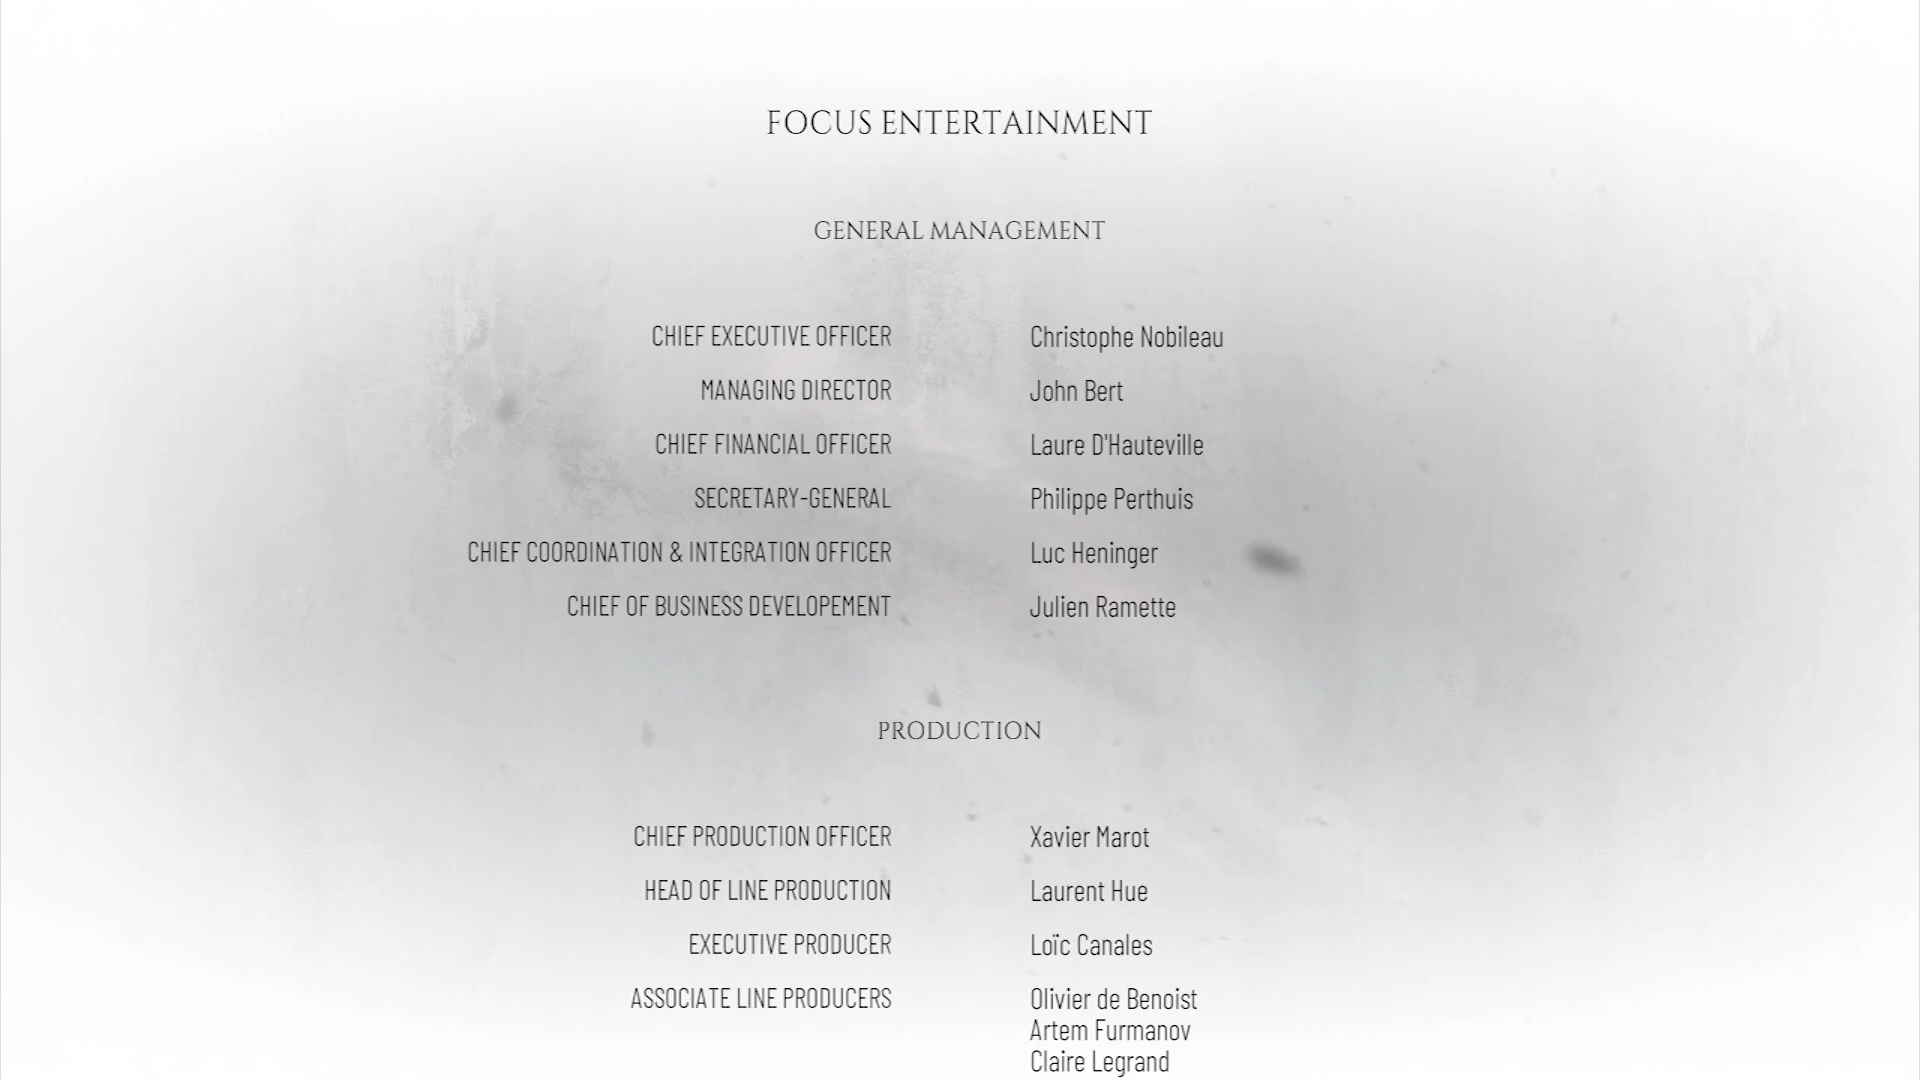 FOCUS ENTERTAINMENT
GENERAL MANAGEMENT
CHIEF EXECUTIVE OFFICER Christophe Nobileau
MANAGING DIRECTOR John Bert
CHIEF FINANCIAL OFFICER Laure D'Hauteville
SECRETARY-GENERAL Philippe Perthuis
CHIEF COORDINATION & INTEGRATION OFFICER Luc Heninger
CHIEF OF BUSINESS DEVELOPEMENT Julien Ramette
PRODUCTION
CHIEF PRODUCTION OFFICER Xavier Marot
HEAD OF LINE PRODUCTION Laurent Hue
EXECUTIVE PRODUCER Loïc Canales
ASSOCIATE LINE PRODUCERS Olivier de Benoist
Artem Furmanov
Claire Legrand